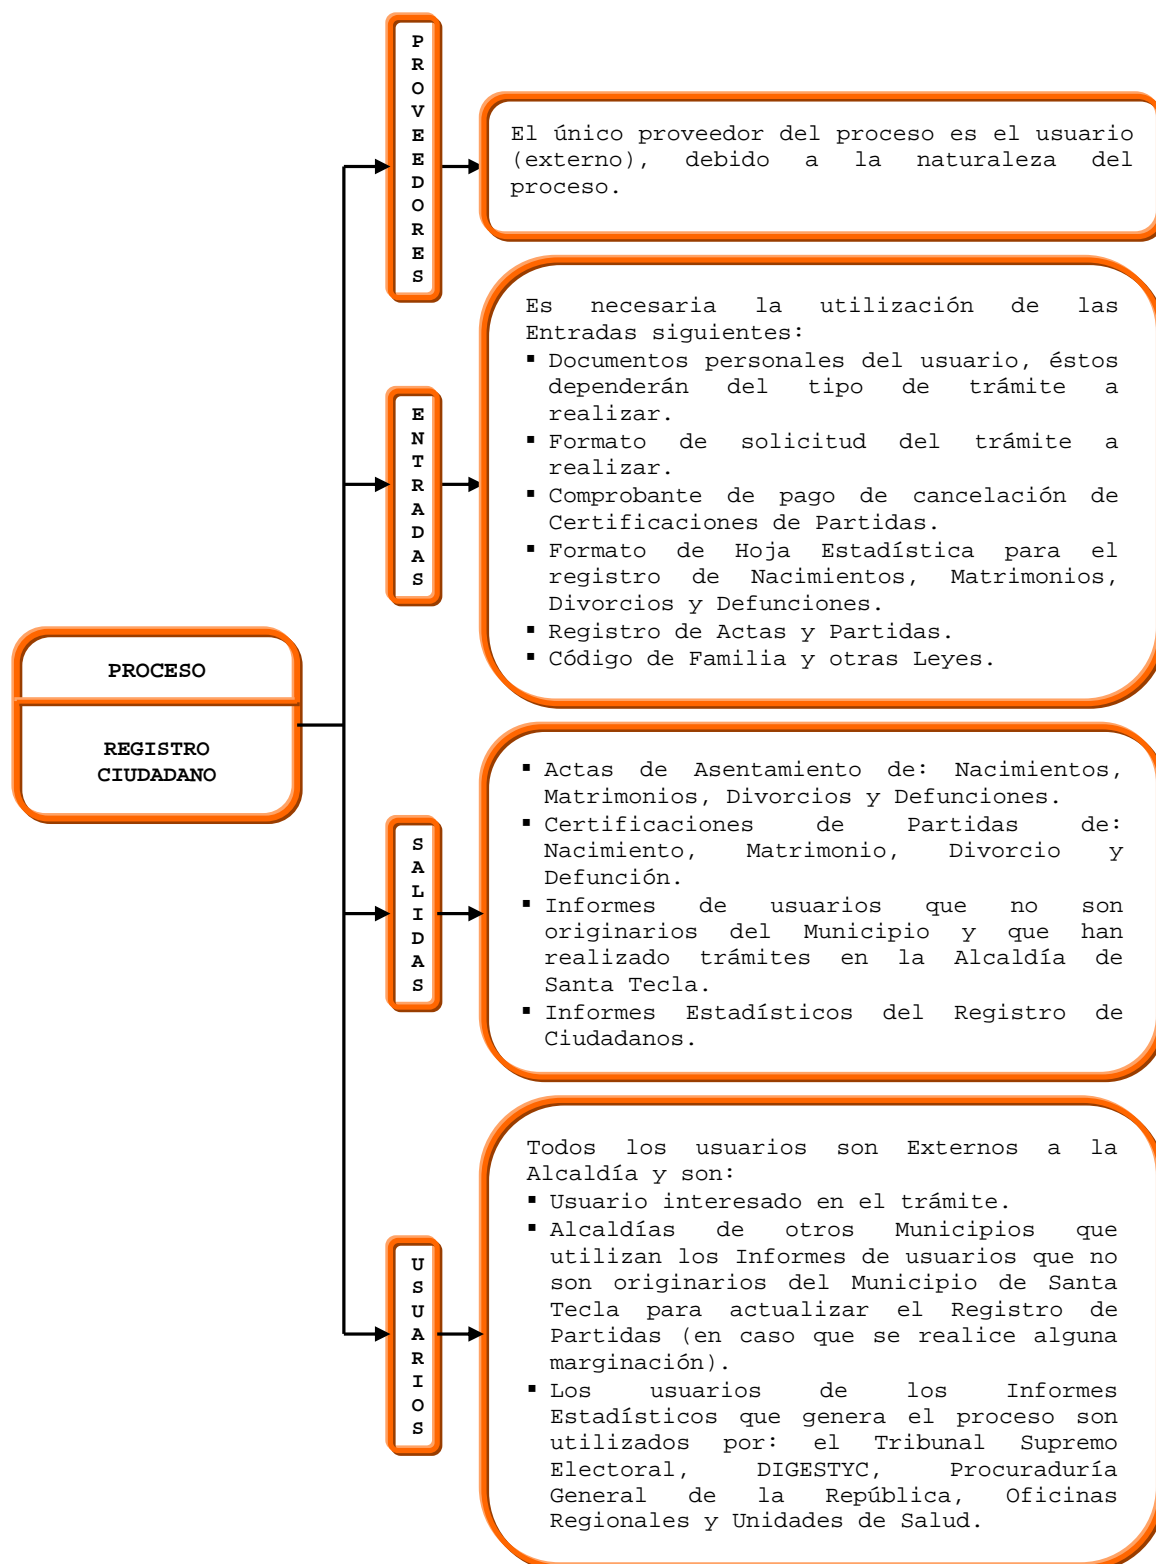 PROVEEDORES
El único proveedor del proceso es el usuario
(externo), debido a la naturaleza del
proceso.
ENTRADAS
Es necesaria la utilización de las
Entradas siguientes:
▪ Documentos personales del usuario, éstos
dependerán del tipo de trámite a
realizar.
▪ Formato de solicitud del trámite a
realizar.
▪ Comprobante de pago de cancelación de
Certificaciones de Partidas.
▪ Formato de Hoja Estadística para el
registro de Nacimientos, Matrimonios,
Divorcios y Defunciones.
▪ Registro de Actas y Partidas.
▪ Código de Familia y otras Leyes.
PROCESO
REGISTRO
CIUDADANO
SALIDAS
▪ Actas de Asentamiento de: Nacimientos,
Matrimonios, Divorcios y Defunciones.
▪ Certificaciones de Partidas de:
Nacimiento, Matrimonio, Divorcio y
Defunción.
▪ Informes de usuarios que no son
originarios del Municipio y que han
realizado trámites en la Alcaldía de
Santa Tecla.
▪ Informes Estadísticos del Registro de
Ciudadanos.
USUARIOS
Todos los usuarios son Externos a la
Alcaldía y son:
▪ Usuario interesado en el trámite.
▪ Alcaldías de otros Municipios que
utilizan los Informes de usuarios que no
son originarios del Municipio de Santa
Tecla para actualizar el Registro de
Partidas (en caso que se realice alguna
marginación).
▪ Los usuarios de los Informes
Estadísticos que genera el proceso son
utilizados por: el Tribunal Supremo
Electoral, DIGESTYC, Procuraduría
General de la República, Oficinas
Regionales y Unidades de Salud.